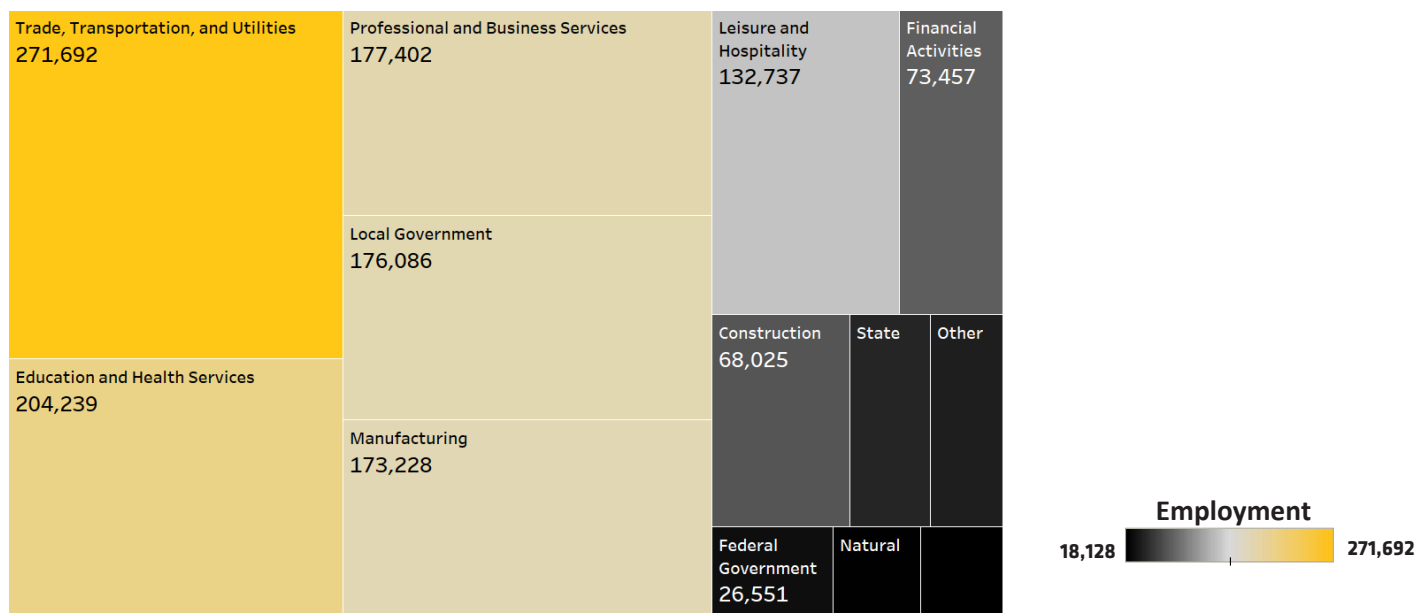 Trade, Transportation, and Utilities
271,692
Education and Health Services
204,239
Professional and Business Services
177,402
Local Government
176,086
Manufacturing
173,228
Leisure and
Hospitality
132,737
Financial
Activities
73,457
Construction
68,025
State
Other
Federal
Government
26,551
Natural
Employment
18,128
271,692